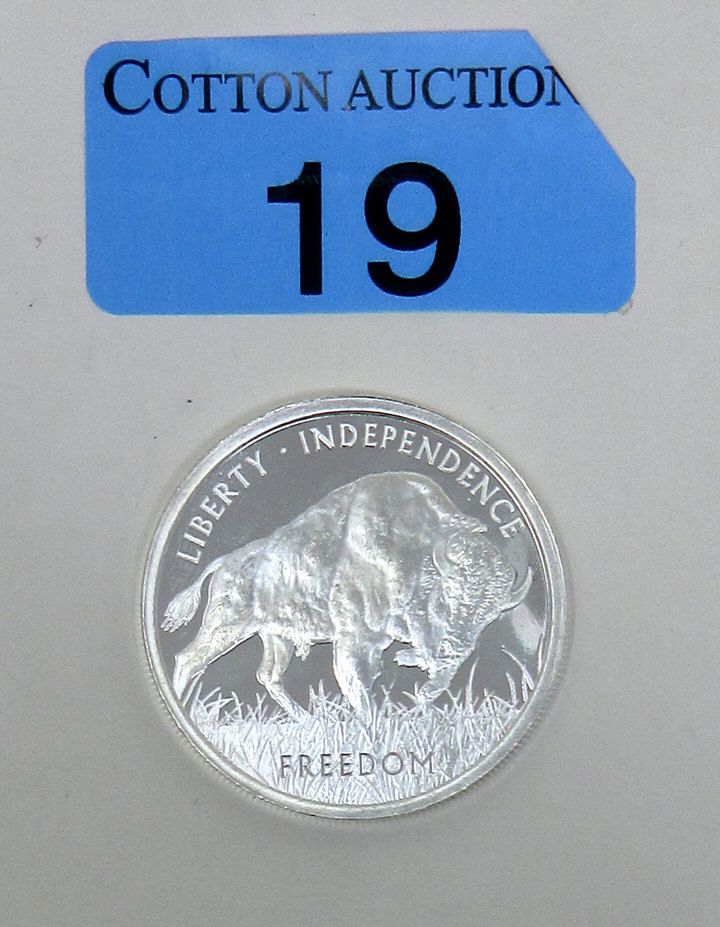 COTTON AUCTION
19
LIBERTY · INDEPENDENCE
FREEDOM